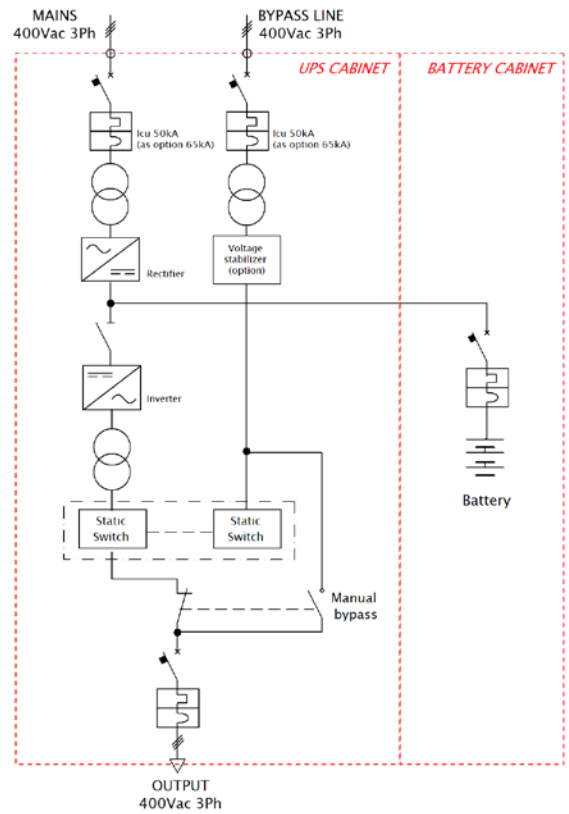 MAINS
400Vac 3Ph
BYPASS LINE
400Vac 3Ph
UPS CABINET
BATTERY CABINET
Icu 50kA
(as option 65kA)
Icu 50kA
(as option 65kA)
Rectifier
Voltage
stabilizer
(option)
Inverter
Battery
Static
Switch
Static
Switch
Manual
bypass
OUTPUT
400Vac 3Ph